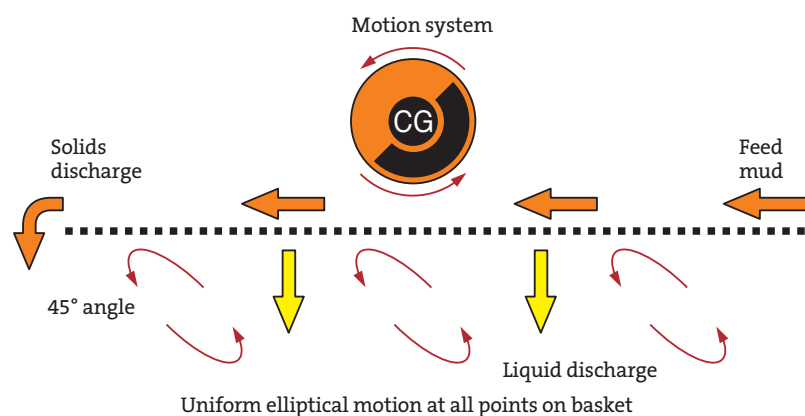 Motion system
CG
Solids
discharge
Feed
mud
45° angle
Liquid discharge
Uniform elliptical motion at all points on basket